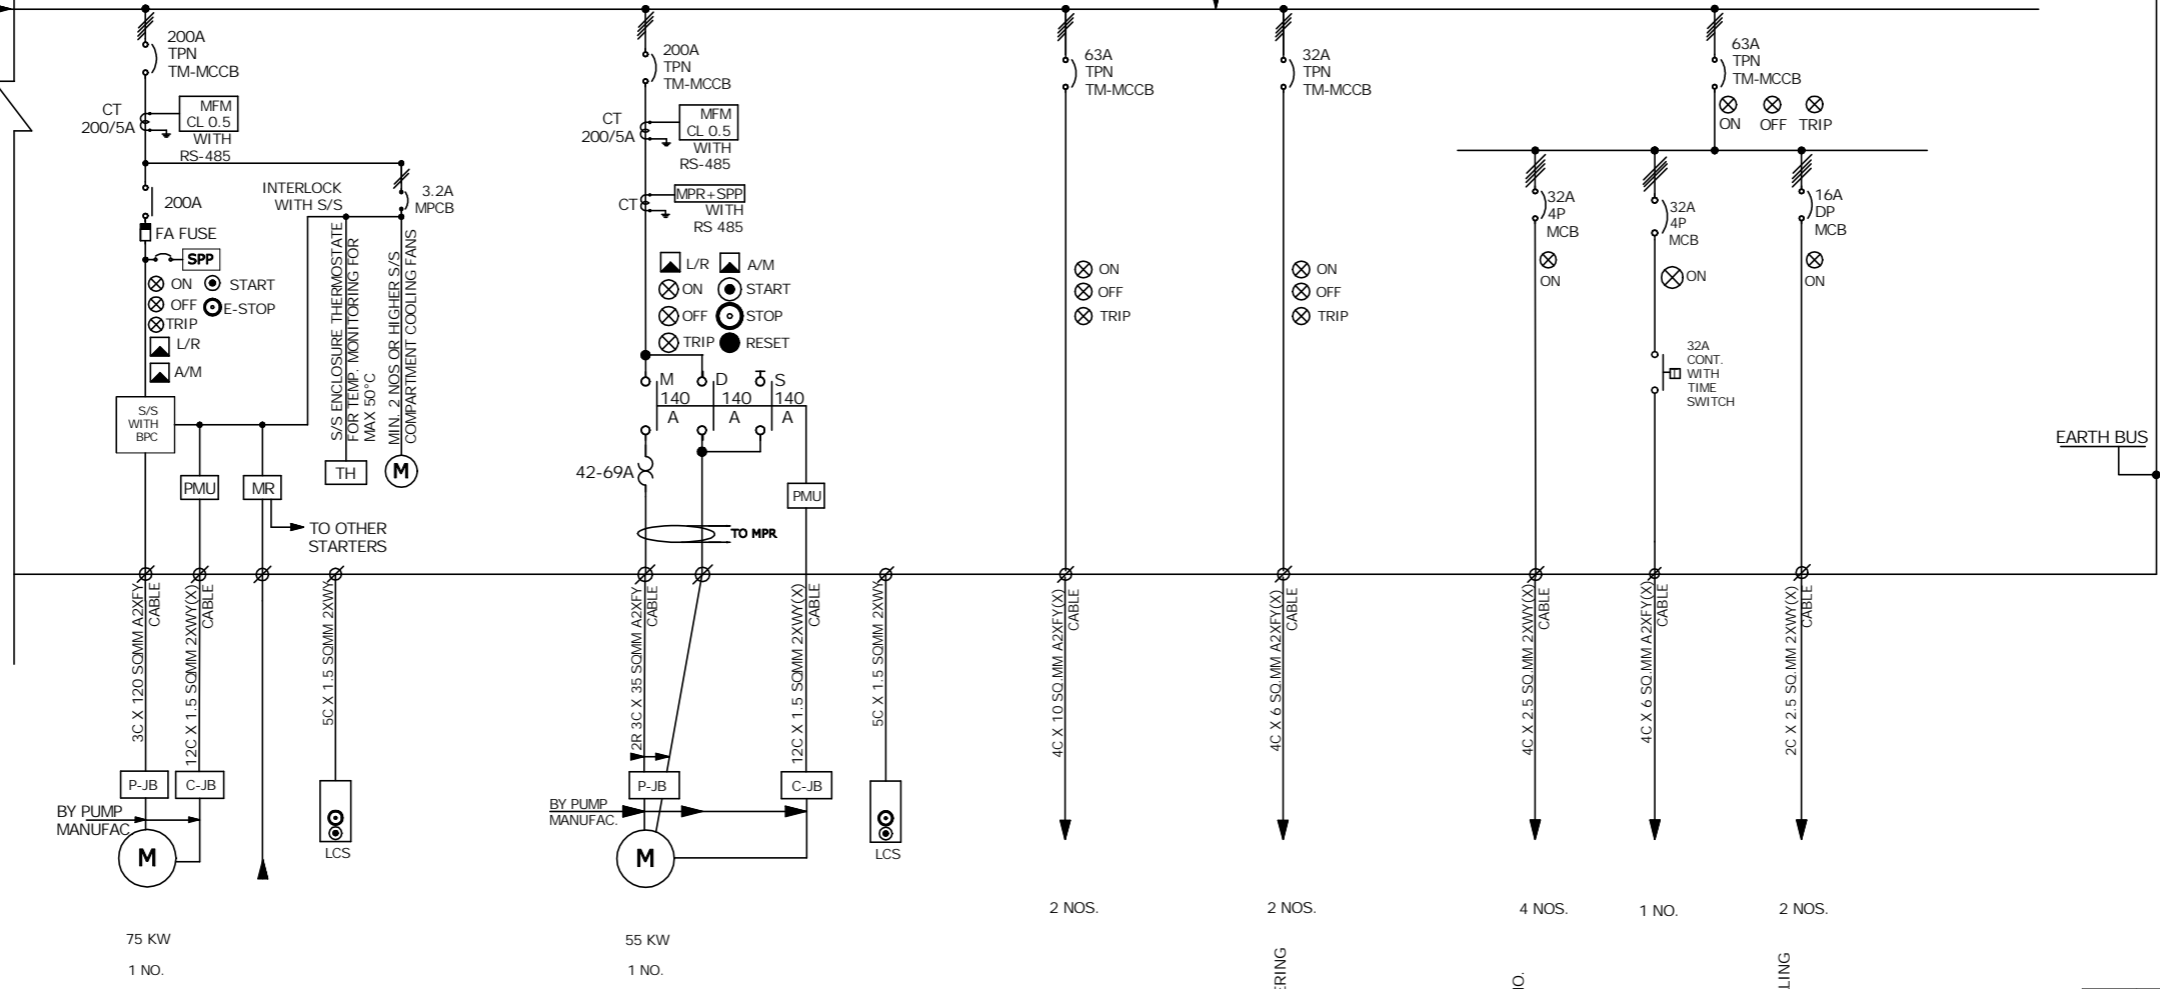 200A
TPN
TM-MCCB
CT
200/5A
MFM
CL 0.5
WITH
RS-485
INTERLOCK
WITH S/S
3.2A
MPCB
200A
FA FUSE
SPP
ON
START
OFF
E-STOP
TRIP
L/R
A/M
S/S
WITH
BPC
S/S ENCLOSURE THERMOSTATE
FOR TEMP. MONITORING FOR
MAX 50°C
MIN. 2 NOS OR HIGHER S/S
COMPARTMENT COOLING FANS
TH
M
PMU
MR
TO OTHER
STARTERS
3C X 120 SQMM A2XFY
CABLE
12C X 1.5 SQMM 2XWY(X)
CABLE
5C X 1.5 SQMM 2XWY
P-JB
C-JB
BY PUMP
MANUFAC
M
LCS
75 KW
1 NO.
200A
TPN
TM-MCCB
CT
200/5A
MFM
CL 0.5
WITH
RS-485
CT
MPR+SPP
WITH
RS 485
L/R
A/M
ON
START
OFF
STOP
TRIP
RESET
M
D
S
140
A
140
A
140
A
42-69A
PMU
TO MPR
2R 3C X 35 SQMM A2XFY
CABLE
12C X 1.5 SQMM 2XWY(X)
CABLE
5C X 1.5 SQMM 2XWY
P-JB
C-JB
BY PUMP
MANUFAC.
M
LCS
55 KW
1 NO.
63A
TPN
TM-MCCB
ON
OFF
TRIP
4C X 10 SQ.MM A2XFY(X)
CABLE
2 NOS.
32A
TPN
TM-MCCB
ON
OFF
TRIP
4C X 6 SQ.MM A2XFY(X)
CABLE
2 NOS.
ERING
63A
TPN
TM-MCCB
ON
OFF
TRIP
32A
4P
MCB
ON
4C X 2.5 SQ.MM 2XWY(X)
CABLE
4 NOS.
IO.
32A
4P
MCB
ON
32A
CONT.
WITH
TIME
SWITCH
4C X 6 SQ.MM A2XFY(X)
CABLE
1 NO.
16A
DP
MCB
ON
2C X 2.5 SQ.MM 2XWY(X)
CABLE
2 NOS.
LING
EARTH BUS